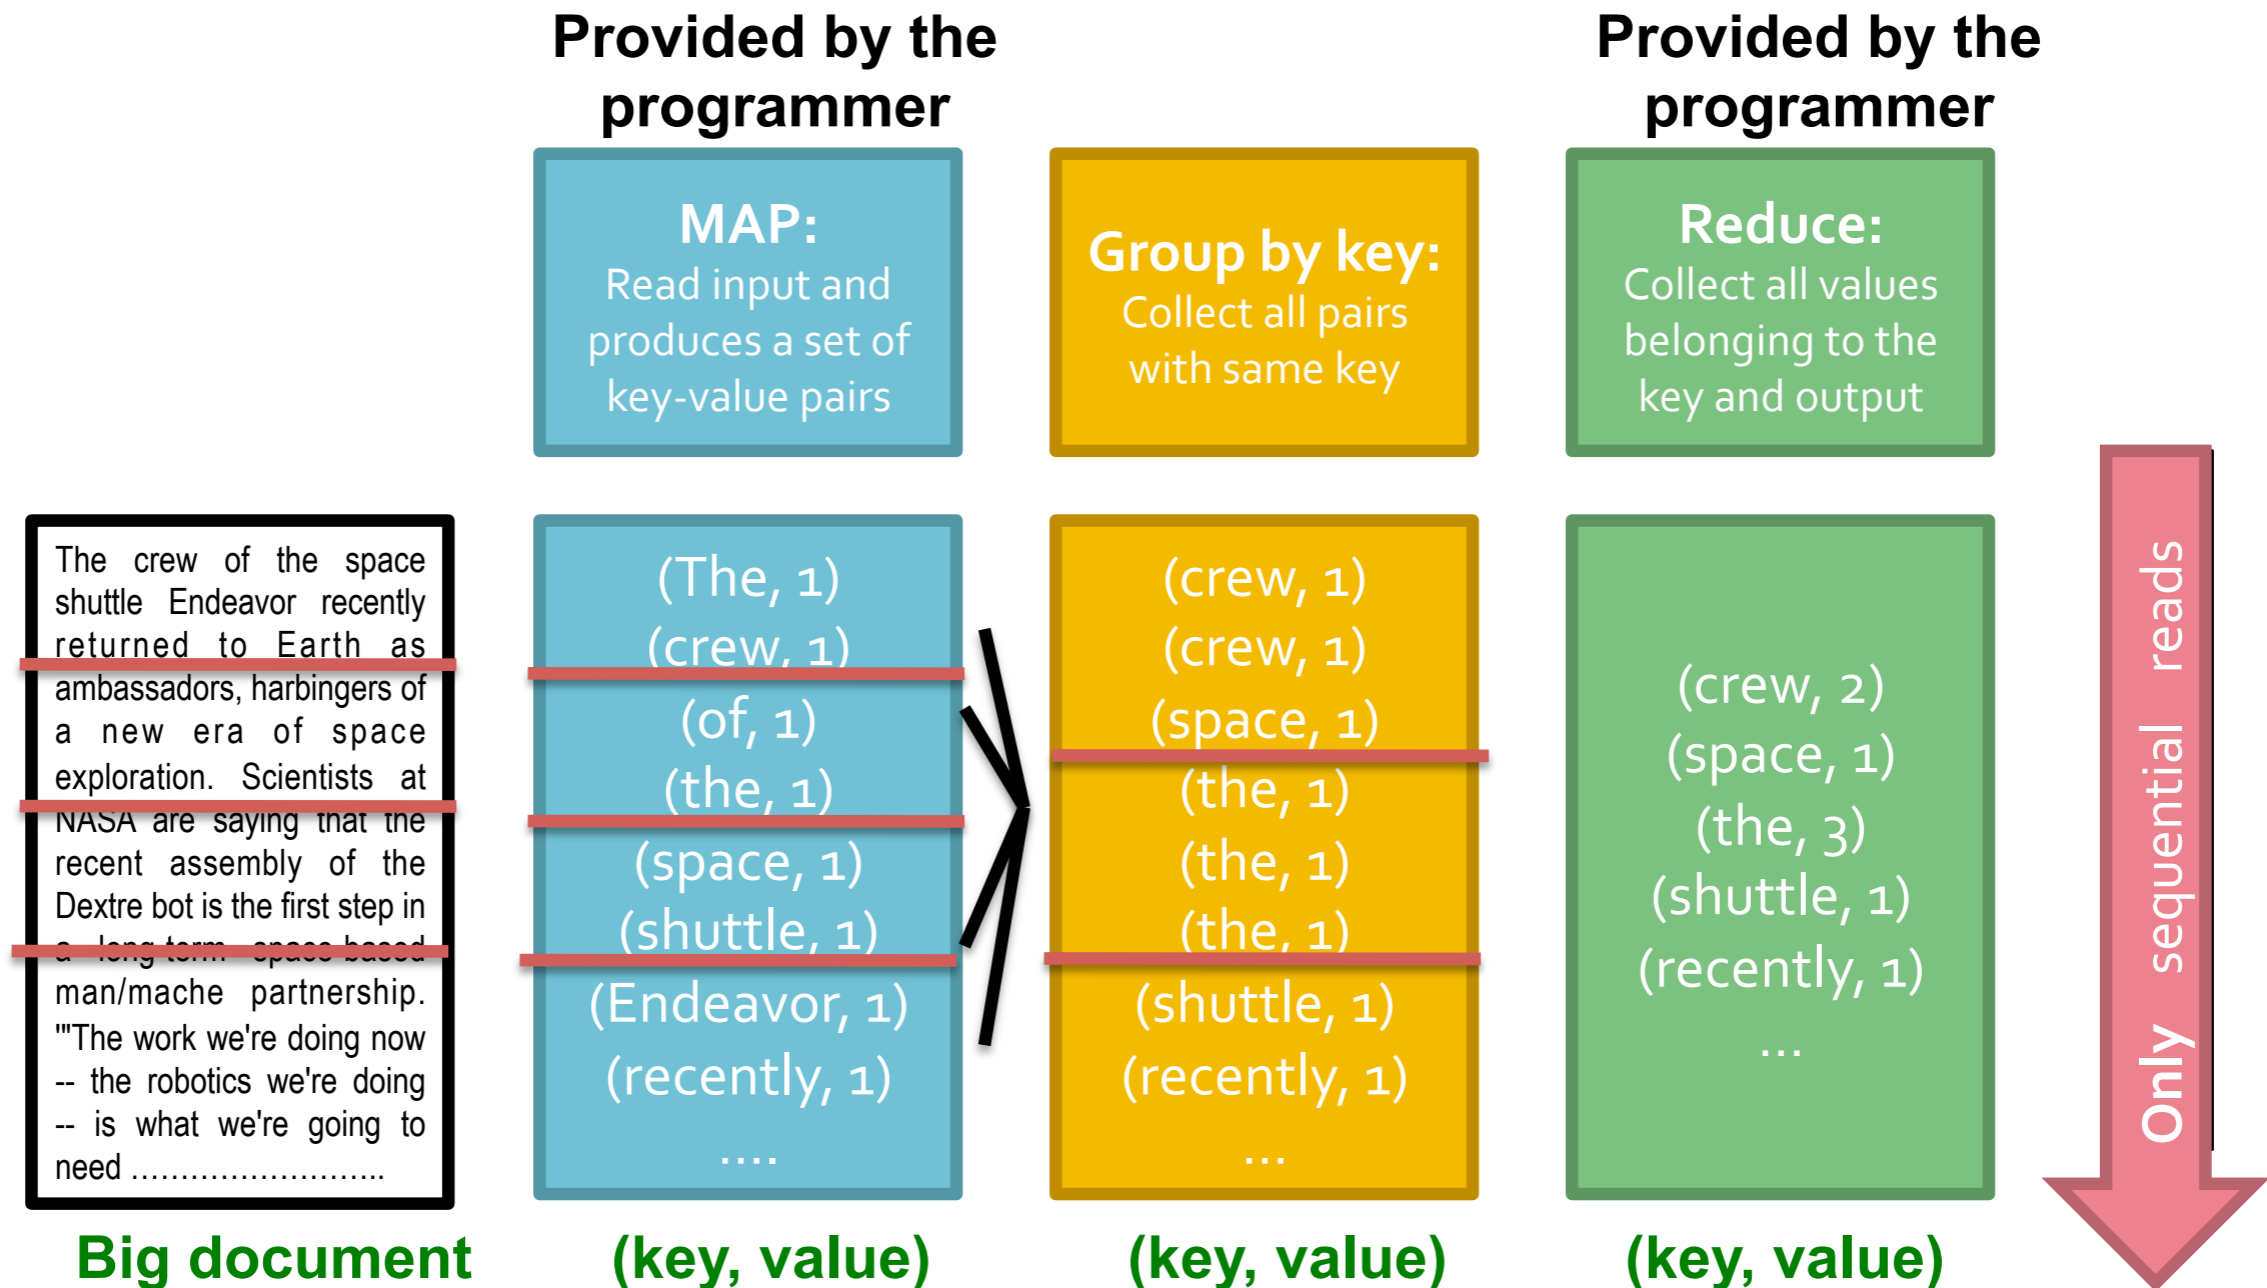 Provided by the
programmer
Provided by the
programmer
MAP:
Read input and
produces a set of
key-value pairs
Group by key:
Collect all pairs
with same key
Reduce:
Collect all values
belonging to the
key and output
The crew of the space
shuttle Endeavor recently
returned to Earth as
ambassadors, harbingers of
a new era of space
exploration. Scientists at
NASA are saying that the
recent assembly of the
Dextre bot is the first step in
a long-term space-based
man/mache partnership.
'"The work we're doing now
-- the robotics we're doing
-- is what we're going to
need ……………………..
(The, 1)
(crew, 1)
(of, 1)
(the, 1)
(space, 1)
(shuttle, 1)
(Endeavor, 1)
(recently, 1)
....
(crew, 1)
(crew, 1)
(space, 1)
(the, 1)
(the, 1)
(the, 1)
(shuttle, 1)
(recently, 1)
...
(crew, 2)
(space, 1)
(the, 3)
(shuttle, 1)
(recently, 1)
...
Only sequential reads
Big document
(key, value)
(key, value)
(key, value)